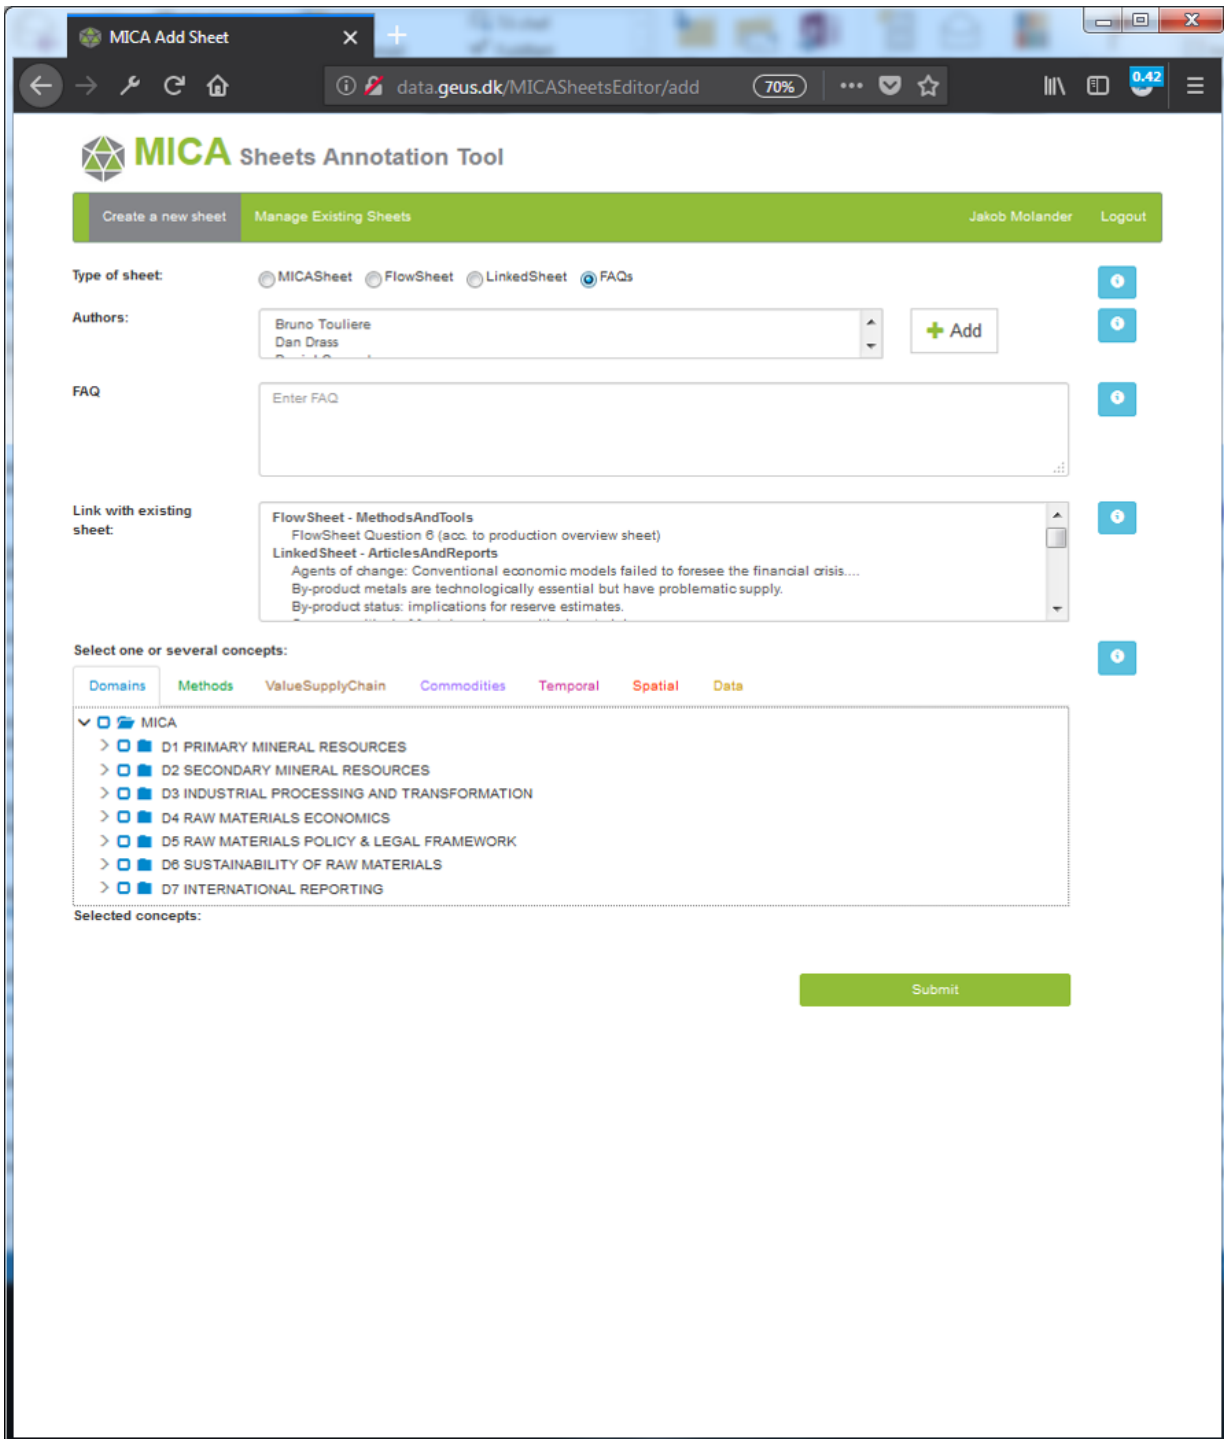 MICA Add Sheet
data.geus.dk/MICASheetsEditor/add 70% 0.42
MICA Sheets Annotation Tool
Create a new sheet Manage Existing Sheets Jakob Molander Logout
Type of sheet: MICASheet FlowSheet LinkedSheet FAQs
Authors: Bruno Touliere
Dan Drass
Add
FAQ Enter FAQ
Link with existing sheet:
FlowSheet - MethodsAndTools
FlowSheet Question 6 (acc. to production overview sheet)
LinkedSheet - ArticlesAndReports
Agents of change: Conventional economic models failed to foresee the financial crisis....
By-product metals are technologically essential but have problematic supply.
By-product status: implications for reserve estimates.
Select one or several concepts:
Domains Methods ValueSupplyChain Commodities Temporal Spatial Data
MICA
D1 PRIMARY MINERAL RESOURCES
D2 SECONDARY MINERAL RESOURCES
D3 INDUSTRIAL PROCESSING AND TRANSFORMATION
D4 RAW MATERIALS ECONOMICS
D5 RAW MATERIALS POLICY & LEGAL FRAMEWORK
D6 SUSTAINABILITY OF RAW MATERIALS
D7 INTERNATIONAL REPORTING
Selected concepts:
Submit